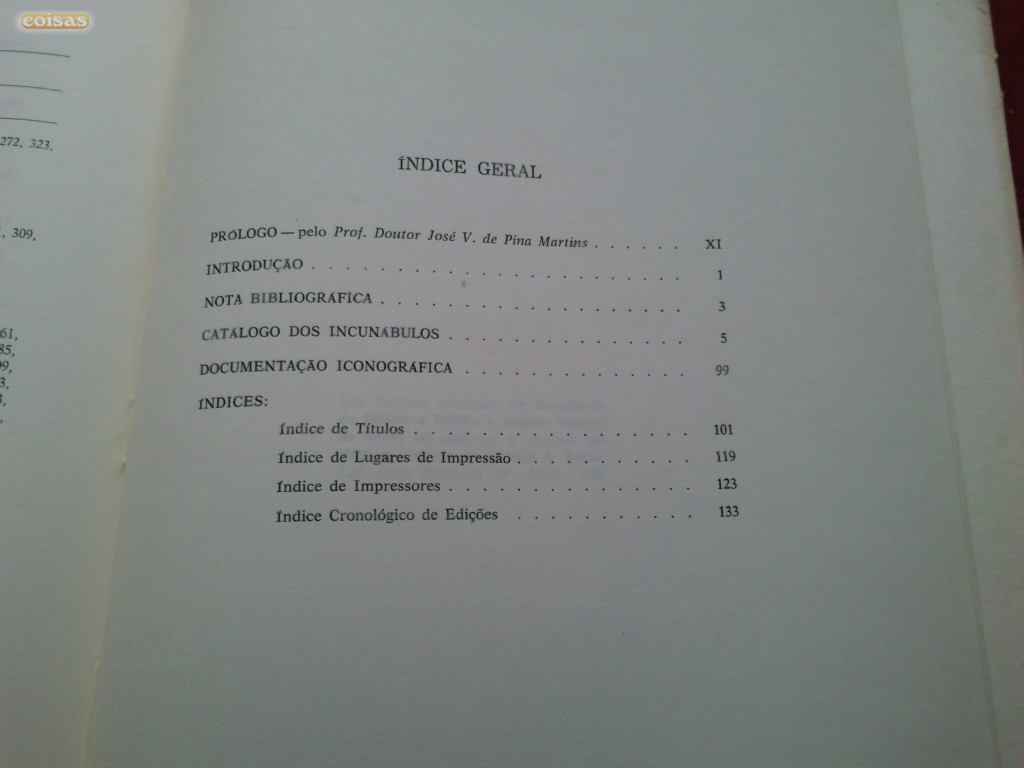 coisas
272, 323,
309,
61,
85,
ÍNDICE GERAL
PRÓLOGO — pelo Prof. Doutor José V. de Pina Martins . . . . . . XI
INTRODUÇÃO . . . . . . . . . . . . . . 1
NOTA BIBLIOGRÁFICA . . . . . . . . . . . . 3
CATÁLOGO DOS INCUNÁBULOS . . . . . . . . . 5
DOCUMENTAÇÃO ICONOGRÁFICA . . . . . . . . 99
ÍNDICES:
Índice de Títulos . . . . . . . . . . . 101
Índice de Lugares de Impressão . . . . . . . 119
Índice de Impressores . . . . . . . . . . 123
Índice Cronológico de Edições . . . . . . . 133